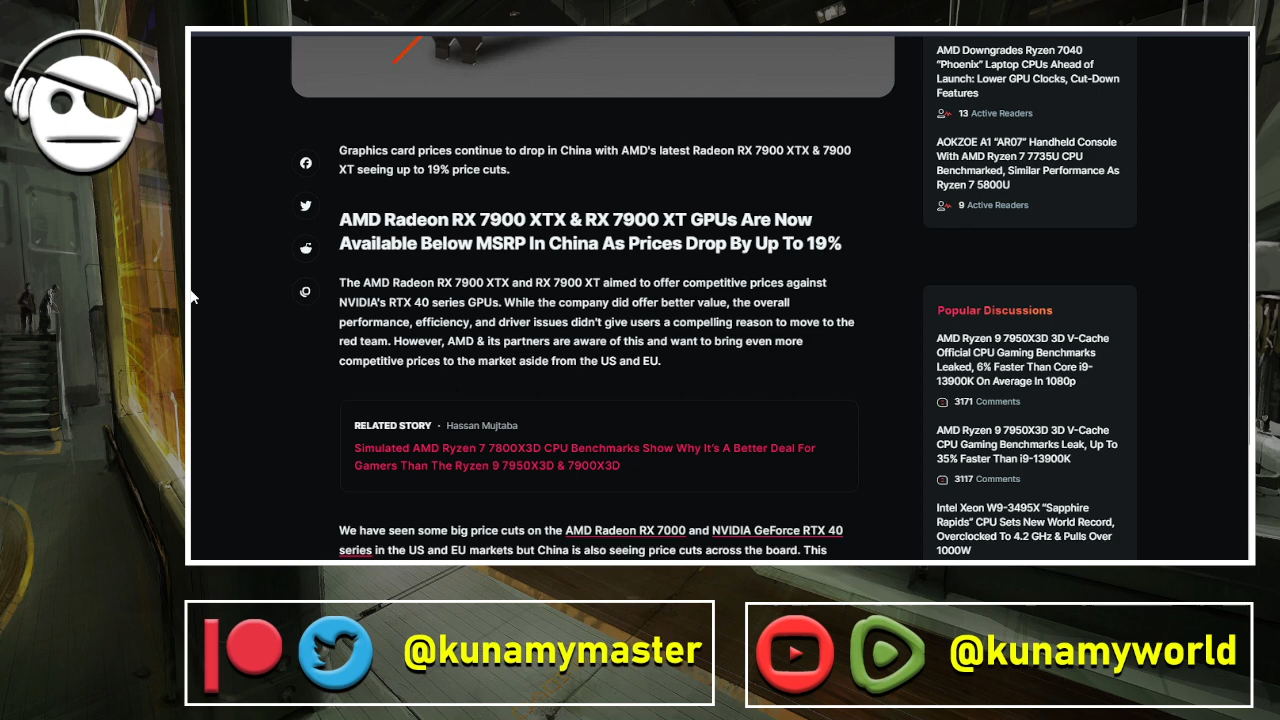 Graphics card prices continue to drop in China with AMD's latest Radeon RX 7900 XTX & 7900
XT seeing up to 19% price cuts.
AMD Radeon RX 7900 XTX & RX 7900 XT GPUs Are Now
Available Below MSRP In China As Prices Drop By Up To 19%
The AMD Radeon RX 7900 XTX and RX 7900 XT aimed to offer competitive prices against
NVIDIA's RTX 40 series GPUs. While the company did offer better value, the overall
performance, efficiency, and driver issues didn't give users a compelling reason to move to the
red team. However, AMD & its partners are aware of this and want to bring even more
competitive prices to the market aside from the US and EU.
RELATED STORY • Hassan Mujtaba
Simulated AMD Ryzen 7 7800X3D CPU Benchmarks Show Why It's A Better Deal For
Gamers Than The Ryzen 9 7950X3D & 7900X3D
We have seen some big price cuts on the AMD Radeon RX 7000 and NVIDIA GeForce RTX 40
series in the US and EU markets but China is also seeing price cuts across the board. This
AMD Downgrades Ryzen 7040
"Phoenix" Laptop CPUs Ahead of
Launch: Lower GPU Clocks, Cut-Down
Features
13 Active Readers
AOKZOE A1 "AR07" Handheld Console
With AMD Ryzen 7 7735U CPU
Benchmarked, Similar Performance As
Ryzen 7 5800U
9 Active Readers
Popular Discussions
AMD Ryzen 9 7950X3D 3D V-Cache
Official CPU Gaming Benchmarks
Leaked, 6% Faster Than Core i9-
13900K On Average In 1080p
3171 Comments
AMD Ryzen 9 7950X3D 3D V-Cache
CPU Gaming Benchmarks Leak, Up To
35% Faster Than i9-13900K
3117 Comments
Intel Xeon W9-3495X "Sapphire
Rapids" CPU Sets New World Record,
Overclocked To 4.2 GHz & Pulls Over
1000W
@kunamymaster
@kunamyworld